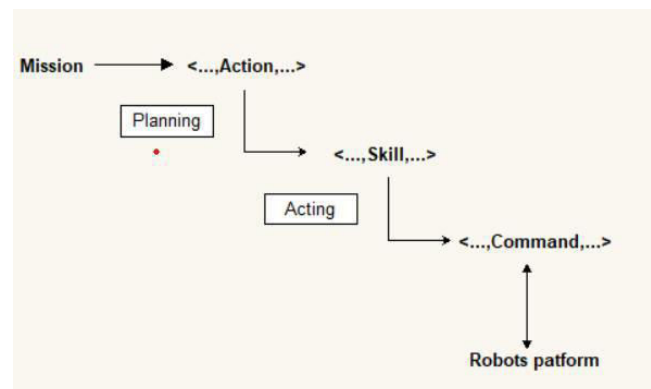 Mission
<...,Action,...>
Planning
<...,Skill,...>
Acting
<...,Command,...>
Robots patform